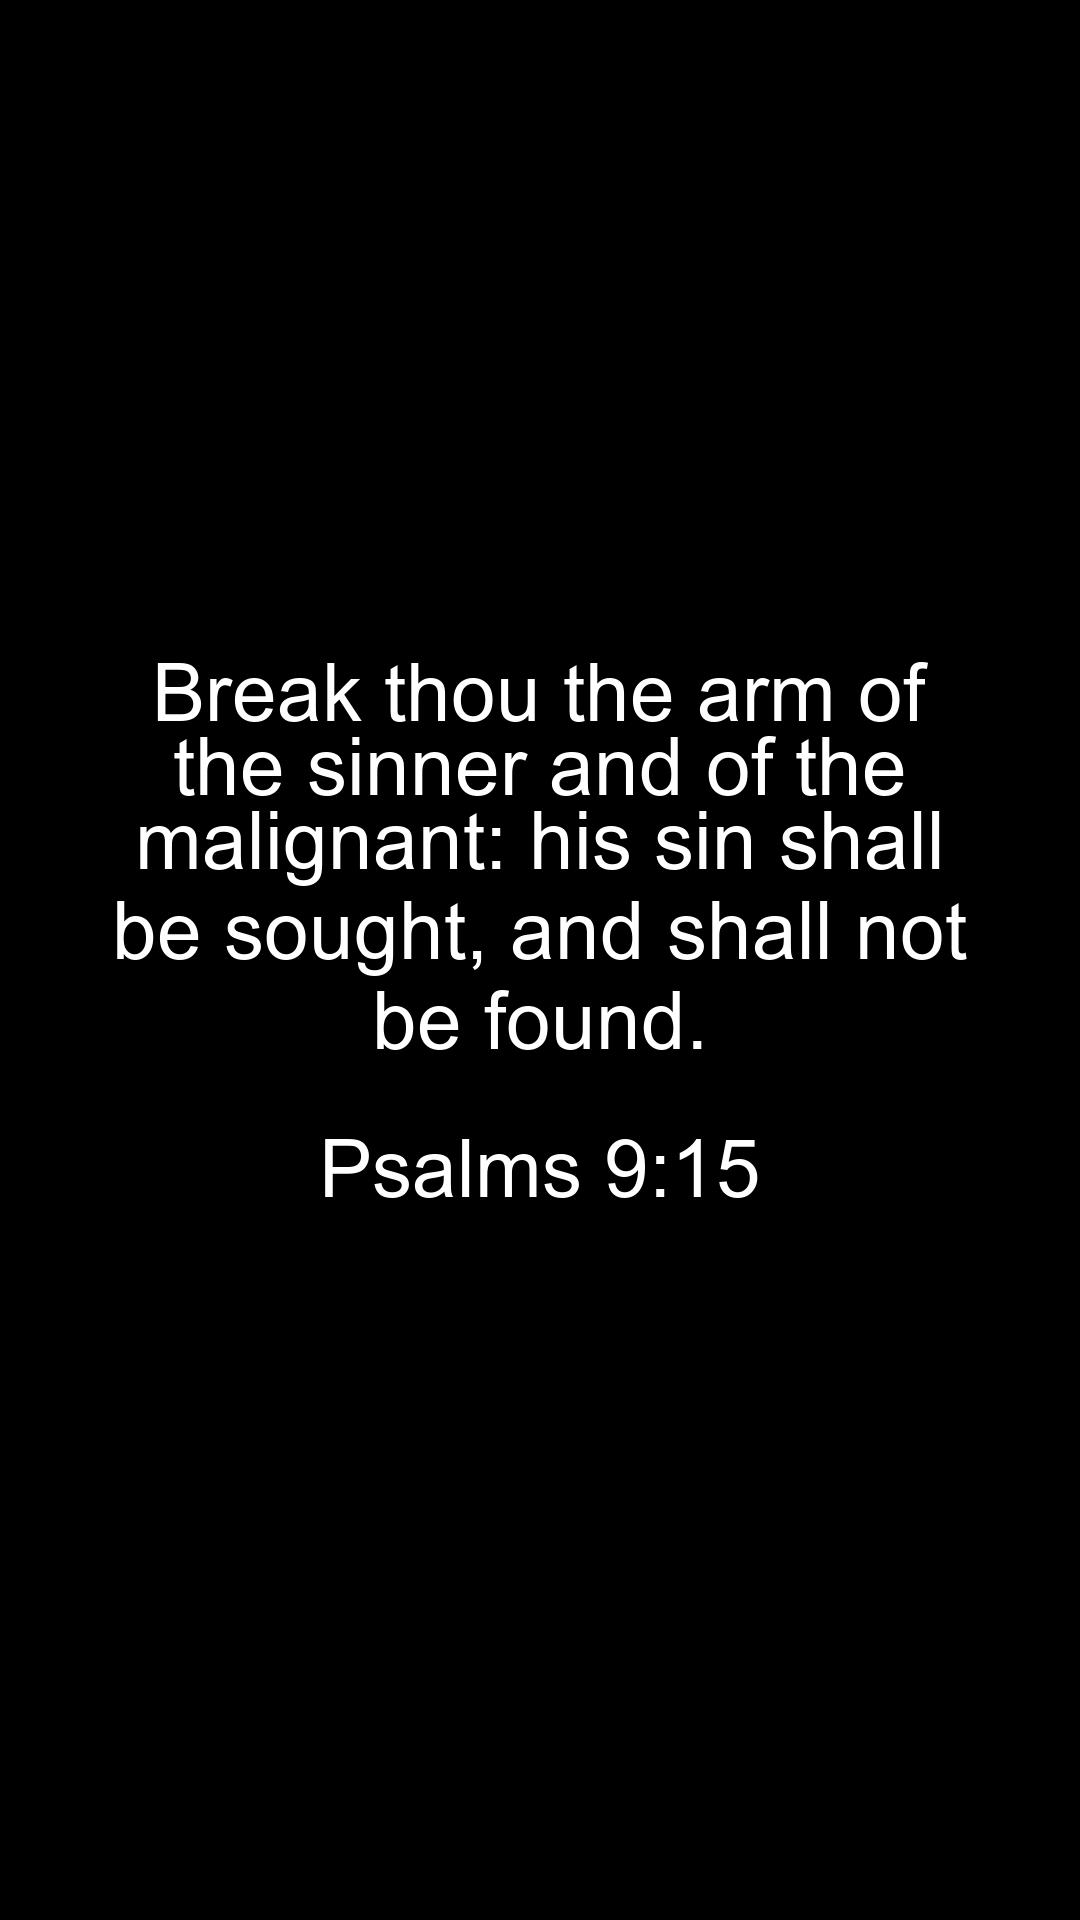 Break thou the arm of
the sinner and of the
malignant: his sin shall
be sought, and shall not
be found.
Psalms 9:15